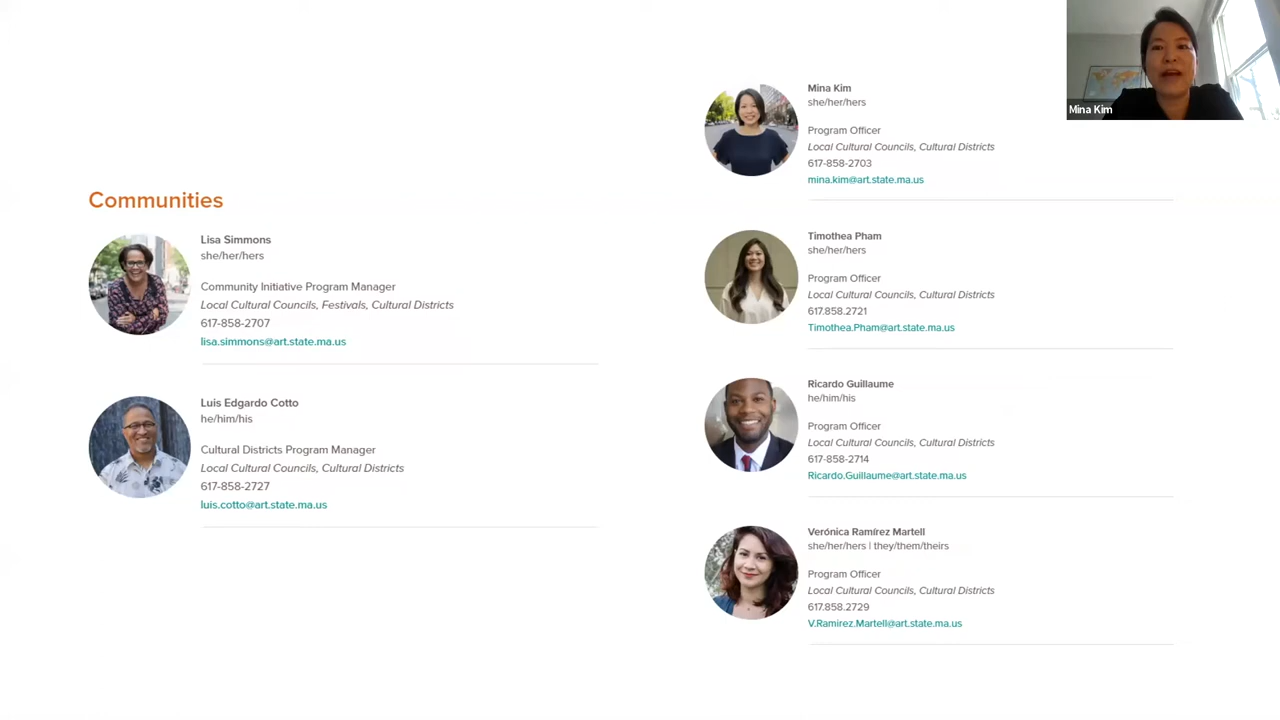 Communities
Lisa Simmons
she/her/hers
Community Initiative Program Manager
Local Cultural Councils, Festivals, Cultural Districts
617-858-2707
lisa.simmons@art.state.ma.us
Luis Edgardo Cotto
he/him/his
Cultural Districts Program Manager
Local Cultural Councils, Cultural Districts
617-858-2727
luis.cotto@art.state.ma.us
Mina Kim
she/her/hers
Program Officer
Local Cultural Councils, Cultural Districts
617-858-2703
mina.kim@art.state.ma.us
Timothea Pham
she/her/hers
Program Officer
Local Cultural Councils, Cultural Districts
617.858.2721
Timothea.Pham@art.state.ma.us
Ricardo Guillaume
he/him/his
Program Officer
Local Cultural Councils, Cultural Districts
617-858-2714
Ricardo.Guillaume@art.state.ma.us
Verónica Ramírez Martell
she/her/hers | they/them/theirs
Program Officer
Local Cultural Councils, Cultural Districts
617.858.2729
V.Ramirez.Martell@art.state.ma.us
Mina Kim